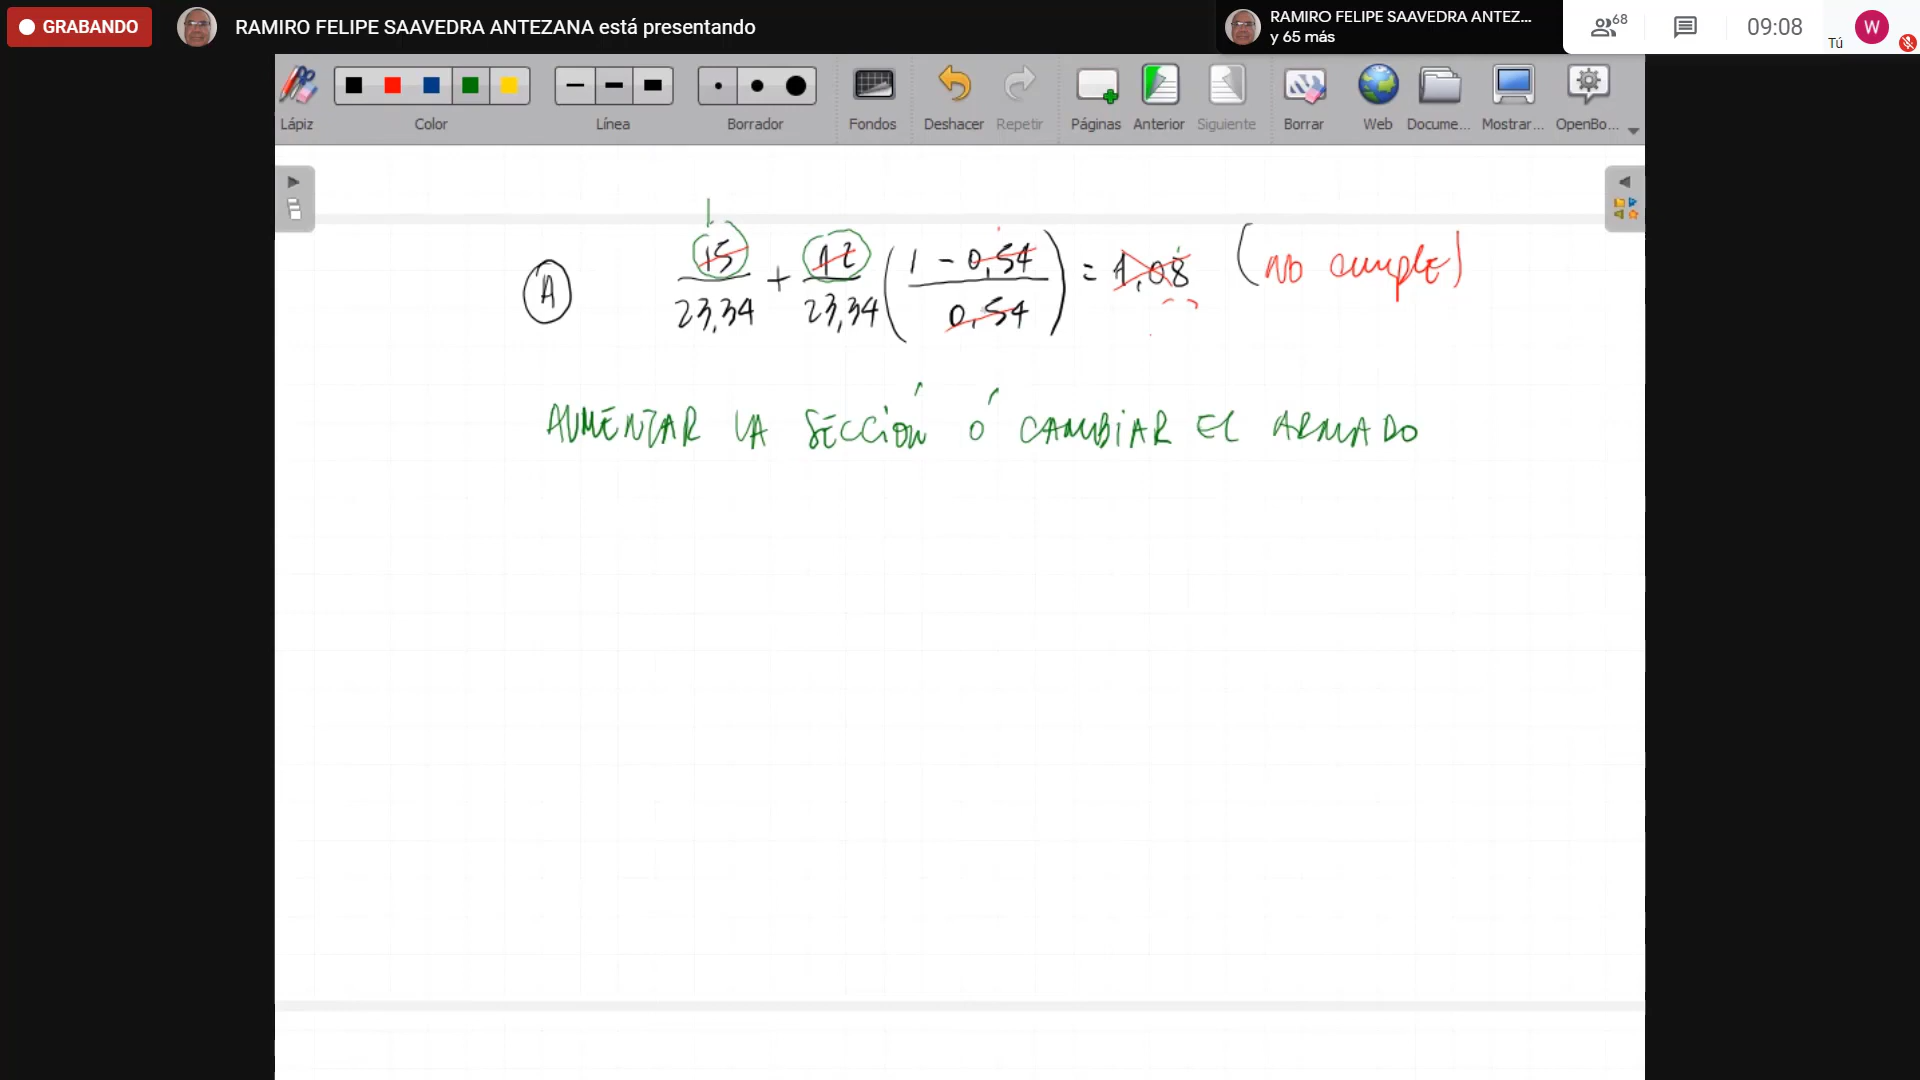 GRABANDO
RAMIRO FELIPE SAAVEDRA ANTEZANA está presentando
RAMIRO FELIPE SAAVEDRA ANTEZ...
y 65 más
68
09:08
Tú
W
Lápiz
Color
Línea
Borrador
Fondos
Deshacer
Repetir
Páginas
Anterior
Siguiente
Borrar
Web
Docume...
Mostrar...
OpenBo...
A
15/23,34 + 12/23,34 ((1 - 0,54)/0,54) = 1,08 (no cumple)
AUMENTAR LA SECCIÓN Ó CAMBIAR EL ARMADO